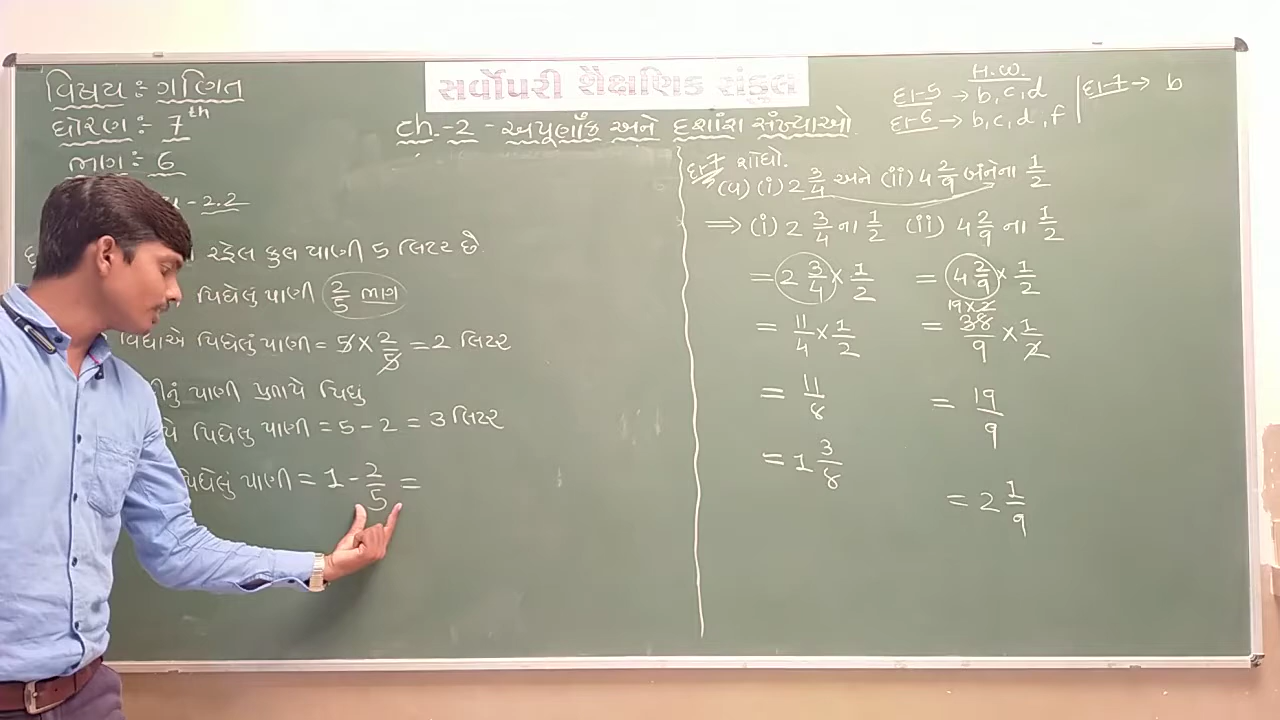 સર્વોપરી શૈક્ષણિક સંકુલ
વિષય :- ગણિત
ધોરણ :- 7th
ભાગ :- 6
- 2.2
ch.-2 - અપૂર્ણાંક અને દશાંશ સંખ્યાઓ
H.W.
દા-5 → b, c, d
દા-6 → b, c, d, f
દા-7 → b
રહેલ કુલ પાણી 5 લિટર છે
પિધેલું પાણી 2/5 ભાગ
વિદ્યાએ પિધેલું પાણી = 5 × 2/5 = 2 લિટર
પાણી પ્રતાપે પિધું
પિધેલુ પાણી = 5 - 2 = 3 લિટર
પિધેલું પાણી = 1 - 2/5 =
દા-7 શોધો.
(a) (i) 2 3/4 અને (ii) 4 2/9 બંનેના 1/2
⇒ (i) 2 3/4 ના 1/2 (ii) 4 2/9 ના 1/2
= 2 3/4 × 1/2 = 4 2/9 × 1/2
19 × 2
= 11/4 × 1/2 = 38/9 × 1/2
= 11/8 = 19/9
= 1 3/8 = 2 1/9